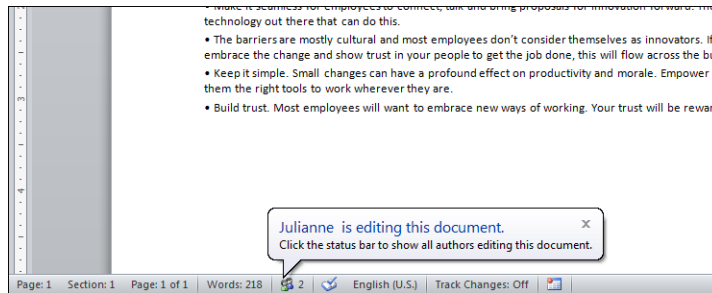 • Make it seamless for employees to connect, talk and bring proposals for innovation forward.
technology out there that can do this.
• The barriers are mostly cultural and most employees don't consider themselves as innovators. If
embrace the change and show trust in your people to get the job done, this will flow across the
• Keep it simple. Small changes can have a profound effect on productivity and morale. Empower
them the right tools to work wherever they are.
• Build trust. Most employees will want to embrace new ways of working. Your trust will be
3
4
Julianne is editing this document.
x
Click the status bar to show all authors editing this document.
Page: 1 Section: 1 Page: 1 of 1 Words: 218 2 English (U.S.) Track Changes: Off